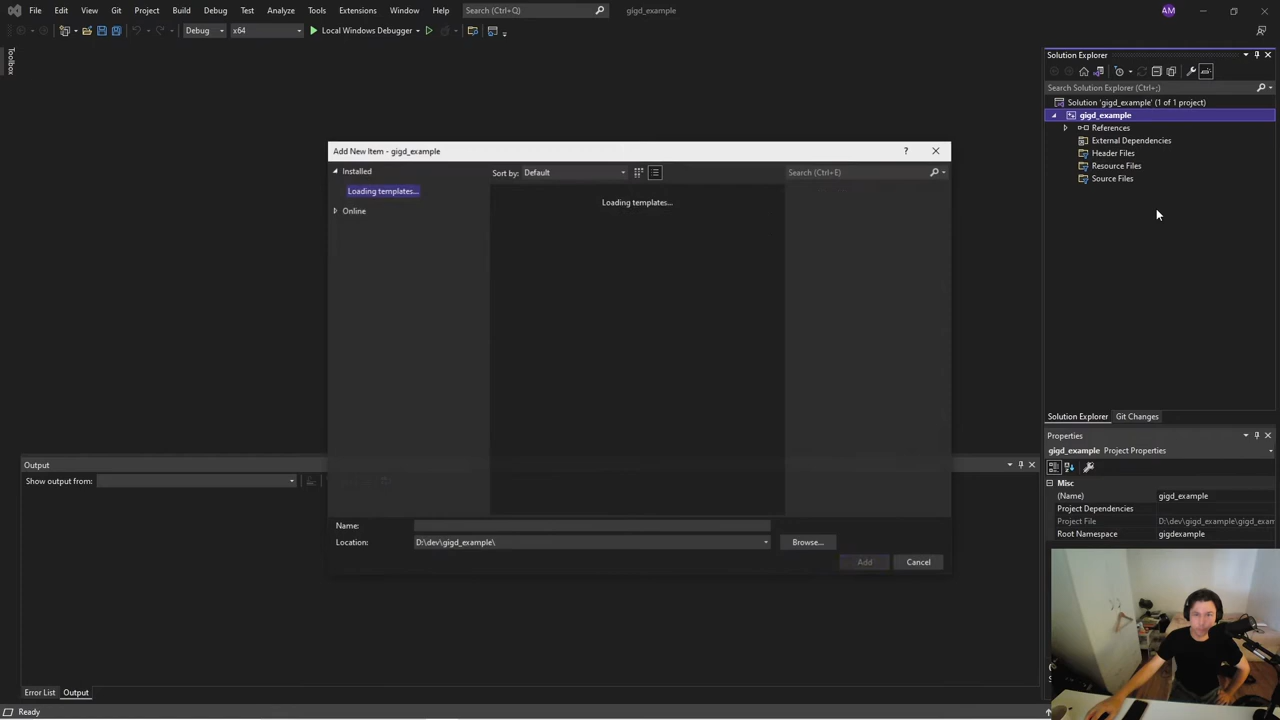 File Edit View Git Project Build Debug Test Analyze Tools Extensions Window Help Search (Ctrl+Q) gigd_example AM
Debug x64 Local Windows Debugger
Toolbox
Solution Explorer
Search Solution Explorer (Ctrl+;)
Solution 'gigd_example' (1 of 1 project)
gigd_example
References
External Dependencies
Header Files
Resource Files
Source Files
Add New Item - gigd_example ?
Installed
Sort by: Default
Search (Ctrl+E)
Loading templates...
Loading templates...
Online
Name:
Location: D:\dev\gigd_example\ Browse...
Add Cancel
Solution Explorer Git Changes
Properties
gigd_example Project Properties
Misc
(Name) gigd_example
Project Dependencies
Project File D:\dev\gigd_example\gigd_exam
Root Namespace gigdexample
Output
Show output from:
Error List Output
Ready